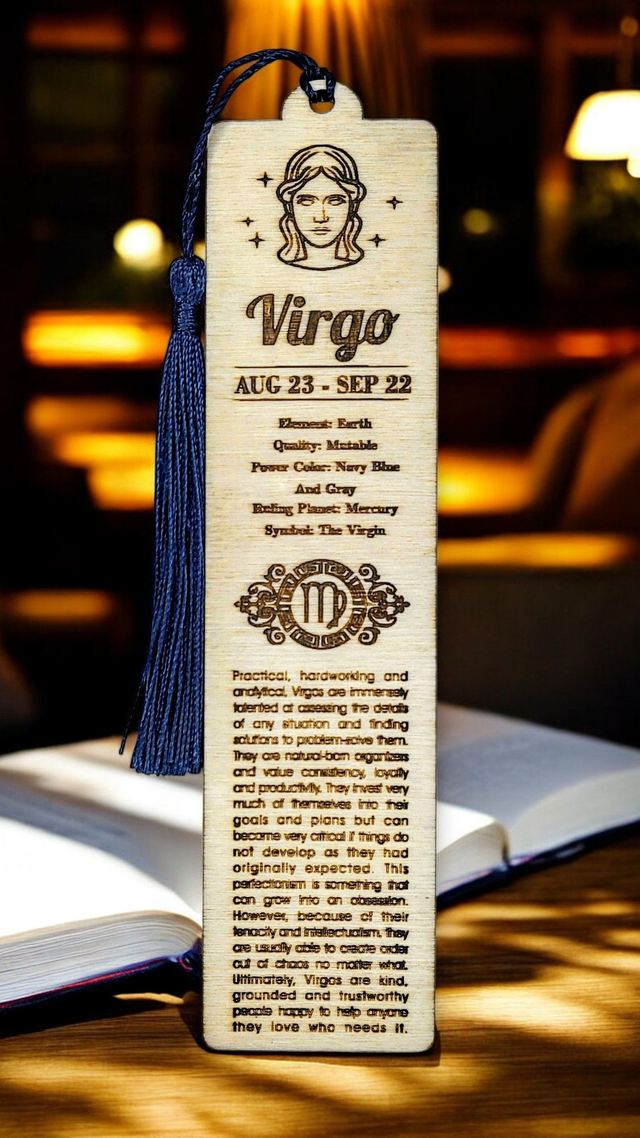 Virgo
AUG 23 - SEP 22
Element: Earth
Quality: Mutable
Power Color: Navy Blue
And Gray
Ruling Planet: Mercury
Symbol: The Virgin
Practical, hardworking and
analytical, Virgos are immensely
talented at assessing the details
of any situation and finding
solutions to problem-solve them.
They are natural-born organizers
and value consistency, loyalty
and productivity. They invest very
much of themselves into their
goals and plans but can
become very critical if things do
not develop as they had
originally expected. This
perfectionism is something that
can grow into an obsession.
However, because of their
tenacity and intellectualism, they
are usually able to create order
out of chaos no matter what.
Ultimately, Virgos are kind,
grounded and trustworthy
people happy to help anyone
they love who needs it.